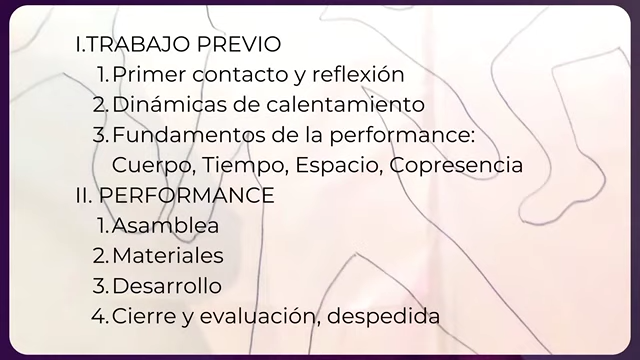 I.TRABAJO PREVIO
1. Primer contacto y reflexión
2. Dinámicas de calentamiento
3. Fundamentos de la performance:
Cuerpo, Tiempo, Espacio, Copresencia
II. PERFORMANCE
1. Asamblea
2. Materiales
3. Desarrollo
4. Cierre y evaluación, despedida